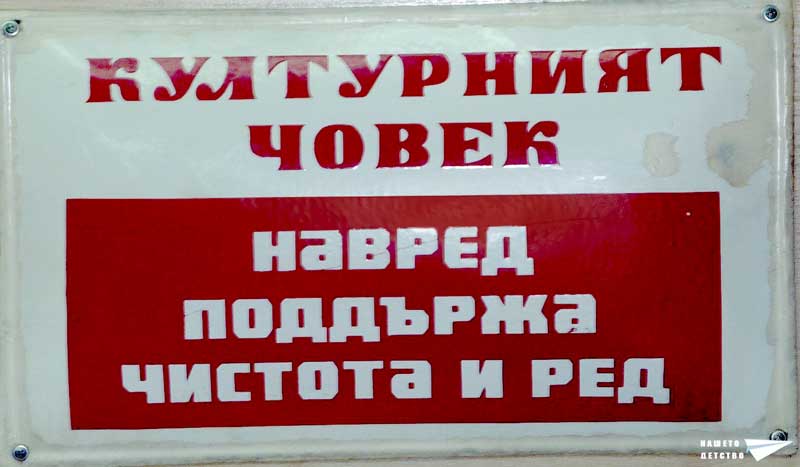 КУЛТУРНИЯТ
ЧОВЕК
НАВРЕД
ПОДДЪРЖА
ЧИСТОТА И РЕД
НАШЕТО
ДЕТСТВО